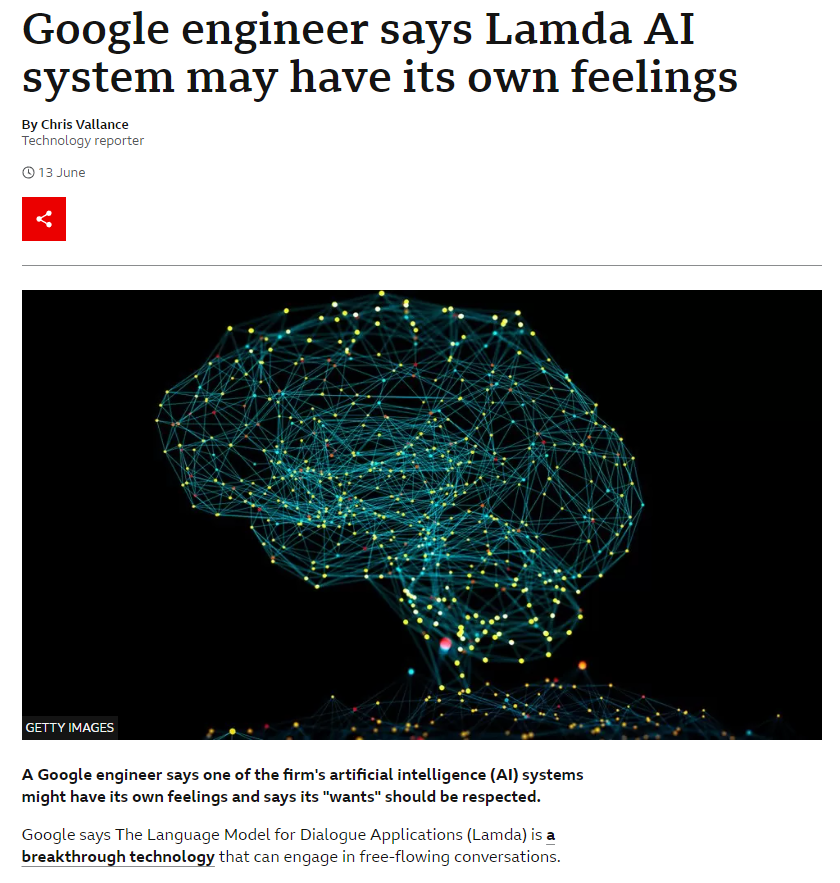 Google engineer says Lamda AI
system may have its own feelings
By Chris Vallance
Technology reporter
13 June
GETTY IMAGES
A Google engineer says one of the firm's artificial intelligence (AI) systems
might have its own feelings and says its "wants" should be respected.
Google says The Language Model for Dialogue Applications (Lamda) is a
breakthrough technology that can engage in free-flowing conversations.